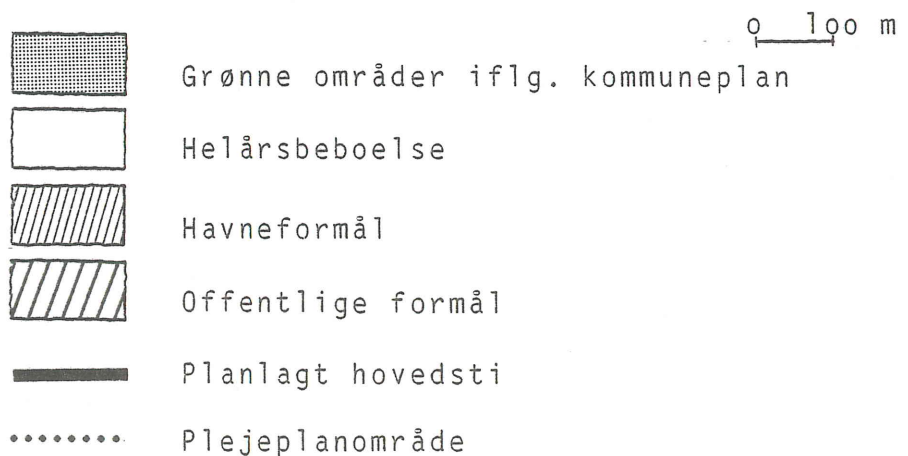 0 100 m
Grønne områder iflg. kommuneplan
Helårsbeboelse
Havneformål
Offentlige formål
Planlagt hovedsti
Plejeplanområde